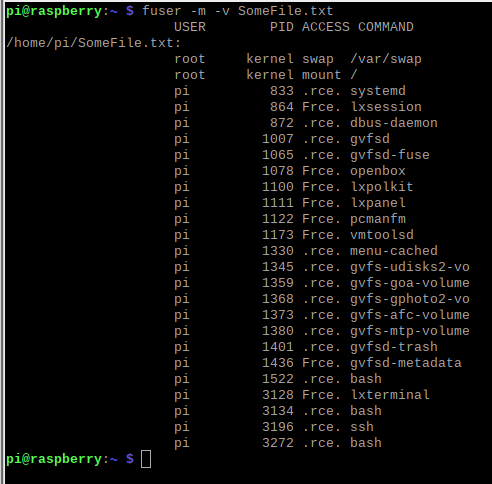 pi@raspberry:~ $ fuser -m -v SomeFile.txt
                     USER        PID ACCESS COMMAND
/home/pi/SomeFile.txt:
                     root     kernel swap  /var/swap
                     root     kernel mount /
                     pi          833 .rce. systemd
                     pi          864 Frce. lxsession
                     pi          872 .rce. dbus-daemon
                     pi         1007 .rce. gvfsd
                     pi         1065 .rce. gvfsd-fuse
                     pi         1078 Frce. openbox
                     pi         1100 Frce. lxpolkit
                     pi         1111 Frce. lxpanel
                     pi         1122 Frce. pcmanfm
                     pi         1173 Frce. vmtoolsd
                     pi         1330 .rce. menu-cached
                     pi         1345 .rce. gvfs-udisks2-vo
                     pi         1359 .rce. gvfs-goa-volume
                     pi         1368 .rce. gvfs-gphoto2-vo
                     pi         1373 .rce. gvfs-afc-volume
                     pi         1380 .rce. gvfs-mtp-volume
                     pi         1401 .rce. gvfsd-trash
                     pi         1436 Frce. gvfsd-metadata
                     pi         1522 .rce. bash
                     pi         3128 Frce. lxterminal
                     pi         3134 .rce. bash
                     pi         3196 .rce. ssh
                     pi         3272 .rce. bash
pi@raspberry:~ $